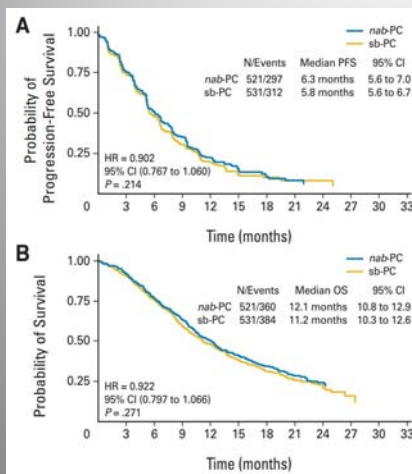 A
nab-PC
sb-PC
N/Events Median PFS 95% CI
nab-PC 521/297 6.3 months 5.6 to 7.0
sb-PC 531/312 5.8 months 5.6 to 6.7
Probability of
Progression-Free Survival
1.00
0.75
0.50
0.25
HR = 0.902
95% CI (0.767 to 1.060)
P = .214
0 3 6 9 12 15 18 21 24 27 30 33
Time (months)
B
nab-PC
sb-PC
N/Events Median OS 95% CI
nab-PC 521/360 12.1 months 10.8 to 12.9
sb-PC 531/384 11.2 months 10.3 to 12.6
Probability of Survival
1.00
0.75
0.50
0.25
HR = 0.922
95% CI (0.797 to 1.066)
P = .271
0 3 6 9 12 15 18 21 24 27 30 33
Time (months)